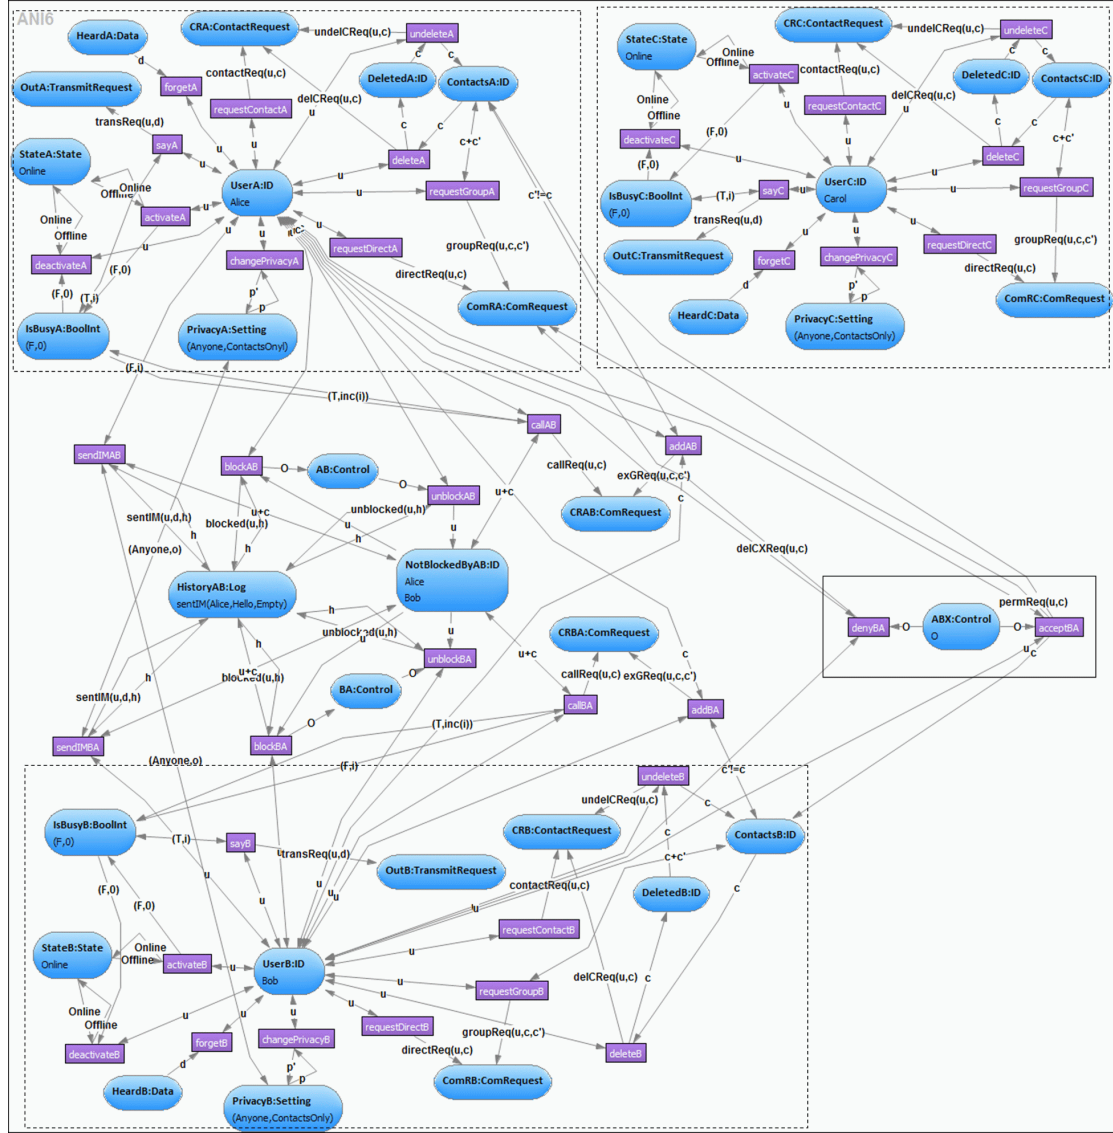 ANI6
HeardA:Data
CRA:ContactRequest
undeleteA
undelCReq(u,c)
c
c
d
contactReq(u,c)
DeletedA:ID
ContactsA:ID
OutA:TransmitRequest
forgetA
requestContactA
delCReq(u,c)
transReq(u,d)
u
u
u
c
c
c+c'
sayA
deleteA
StateA:State
Online
u
UserA:ID
Alice
u
u
requestGroupA
Online
Offline
activateA
u
u
requestDirectA
groupReq(u,c,c')
Online
Offline
u
u
deactivateA
(F,0)
changePrivacyA
directReq(u,c)
(F,0)
(T,i)
p'
p
ComRA:ComRequest
IsBusyA:BoolInt
(F,0)
PrivacyA:Setting
(Anyone,ContactsOnyl)
c'!=c
CRC:ContactRequest
undelCReq(u,c)
undeleteC
StateC:State
Online
Online
Offline
activateC
contactReq(u,c)
c
c
DeletedC:ID
ContactsC:ID
Online
Offline
requestContactC
delCReq(u,c)
u
u
u
c
c
c+c'
deactivateC
(F,0)
u
deleteC
(F,0)
UserC:ID
Carol
u
u
requestGroupC
IsBusyC:BoolInt
(F,0)
(T,i)
sayC
u
transReq(u,d)
u
u
u
requestDirectC
groupReq(u,c,c')
OutC:TransmitRequest
forgetC
changePrivacyC
directReq(u,c)
d
p'
p
HeardC:Data
PrivacyC:Setting
(Anyone,ContactsOnly)
ComRC:ComRequest
(F,i)
(T,inc(i))
callAB
addAB
sendIMAB
blockAB
O
AB:Control
O
unblockAB
callReq(u,c)
exGReq(u,c,c')
c
u+c
CRAB:ComRequest
sentIM(u,d,h)
h
u+c
blocked(u,h)
h
unblocked(u,h)
u
h
u
(Anyone,o)
delCXReq(u,c)
HistoryAB:Log
sentIM(Alice,Hello,Empty)
NotBlockedByAB:ID
Alice
Bob
permReq(u,c)
denyBA
O
ABX:Control
O
O
acceptBA
h
unblocked(u,h)
u
u
CRBA:ComRequest
u
c
unblockBA
u+c
c
h
sentIM(u,d,h)
h
u+c
blocked(u,h)
BA:Control
O
callReq(u,c)
exGReq(u,c,c')
O
callBA
addBA
sendIMBA
blockBA
(T,inc(i))
(Anyone,o)
(F,i)
c'!=c
undeleteB
undelCReq(u,c)
c
IsBusyB:BoolInt
(F,0)
(T,i)
sayB
CRB:ContactRequest
ContactsB:ID
c
c+c'
transReq(u,d)
OutB:TransmitRequest
u
contactReq(u,c)
DeletedB:ID
c
(F,0)
(F,0)
u
u
u
u
u
requestContactB
StateB:State
Online
Online
Offline
activateB
u
UserB:ID
Bob
u
delCReq(u,c)
c
u
requestGroupB
Online
Offline
u
u
u
u
u
requestDirectB
groupReq(u,c,c')
deactivateB
forgetB
changePrivacyB
directReq(u,c)
deleteB
d
p'
p
HeardB:Data
ComRB:ComRequest
PrivacyB:Setting
(Anyone,ContactsOnly)